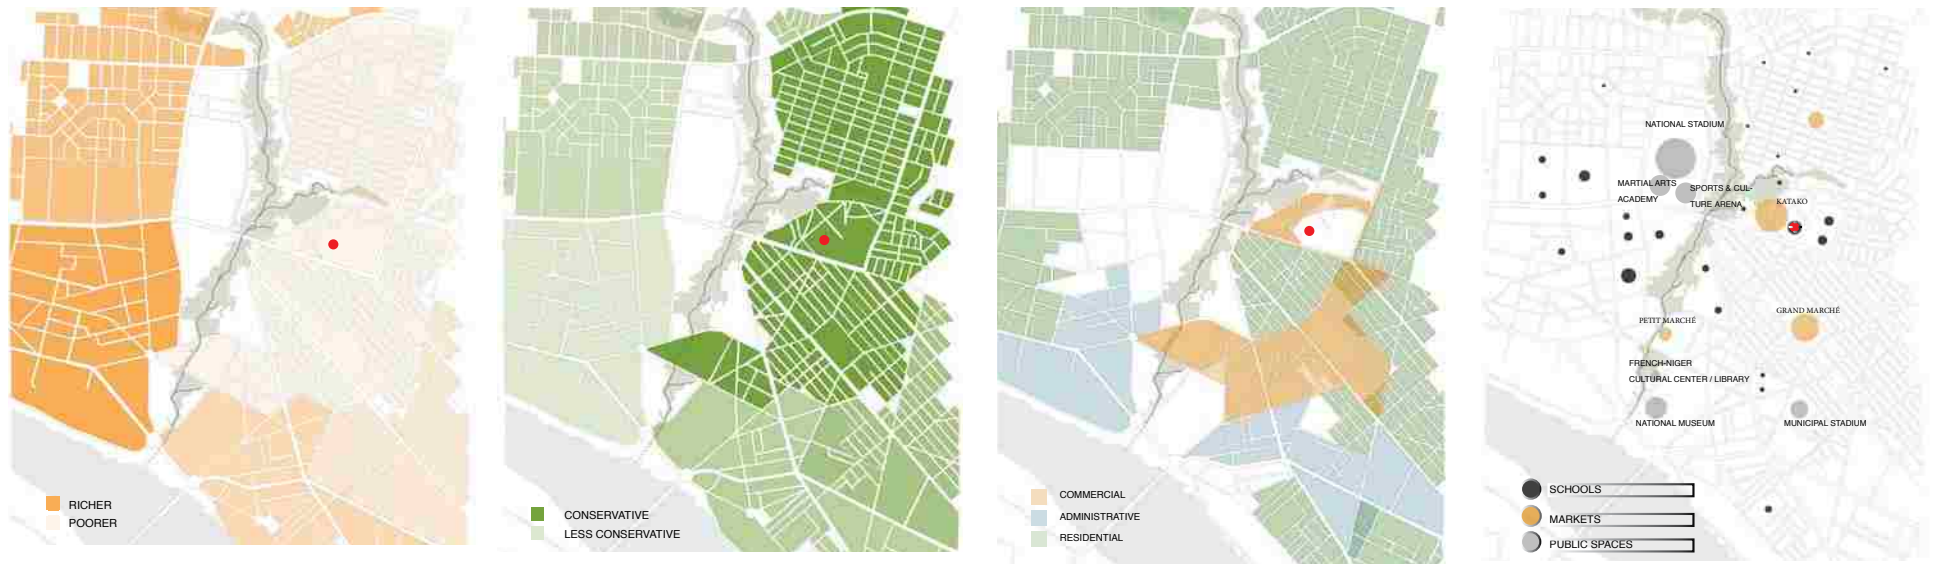 RICHER
POORER
CONSERVATIVE
LESS CONSERVATIVE
COMMERCIAL
ADMINISTRATIVE
RESIDENTIAL
NATIONAL STADIUM
MARTIAL ARTS
ACADEMY
SPORTS & CUL-
TURE ARENA
KATAKO
PETIT MARCHÉ
GRAND MARCHÉ
FRENCH-NIGER
CULTURAL CENTER / LIBRARY
NATIONAL MUSEUM
MUNICIPAL STADIUM
SCHOOLS
MARKETS
PUBLIC SPACES